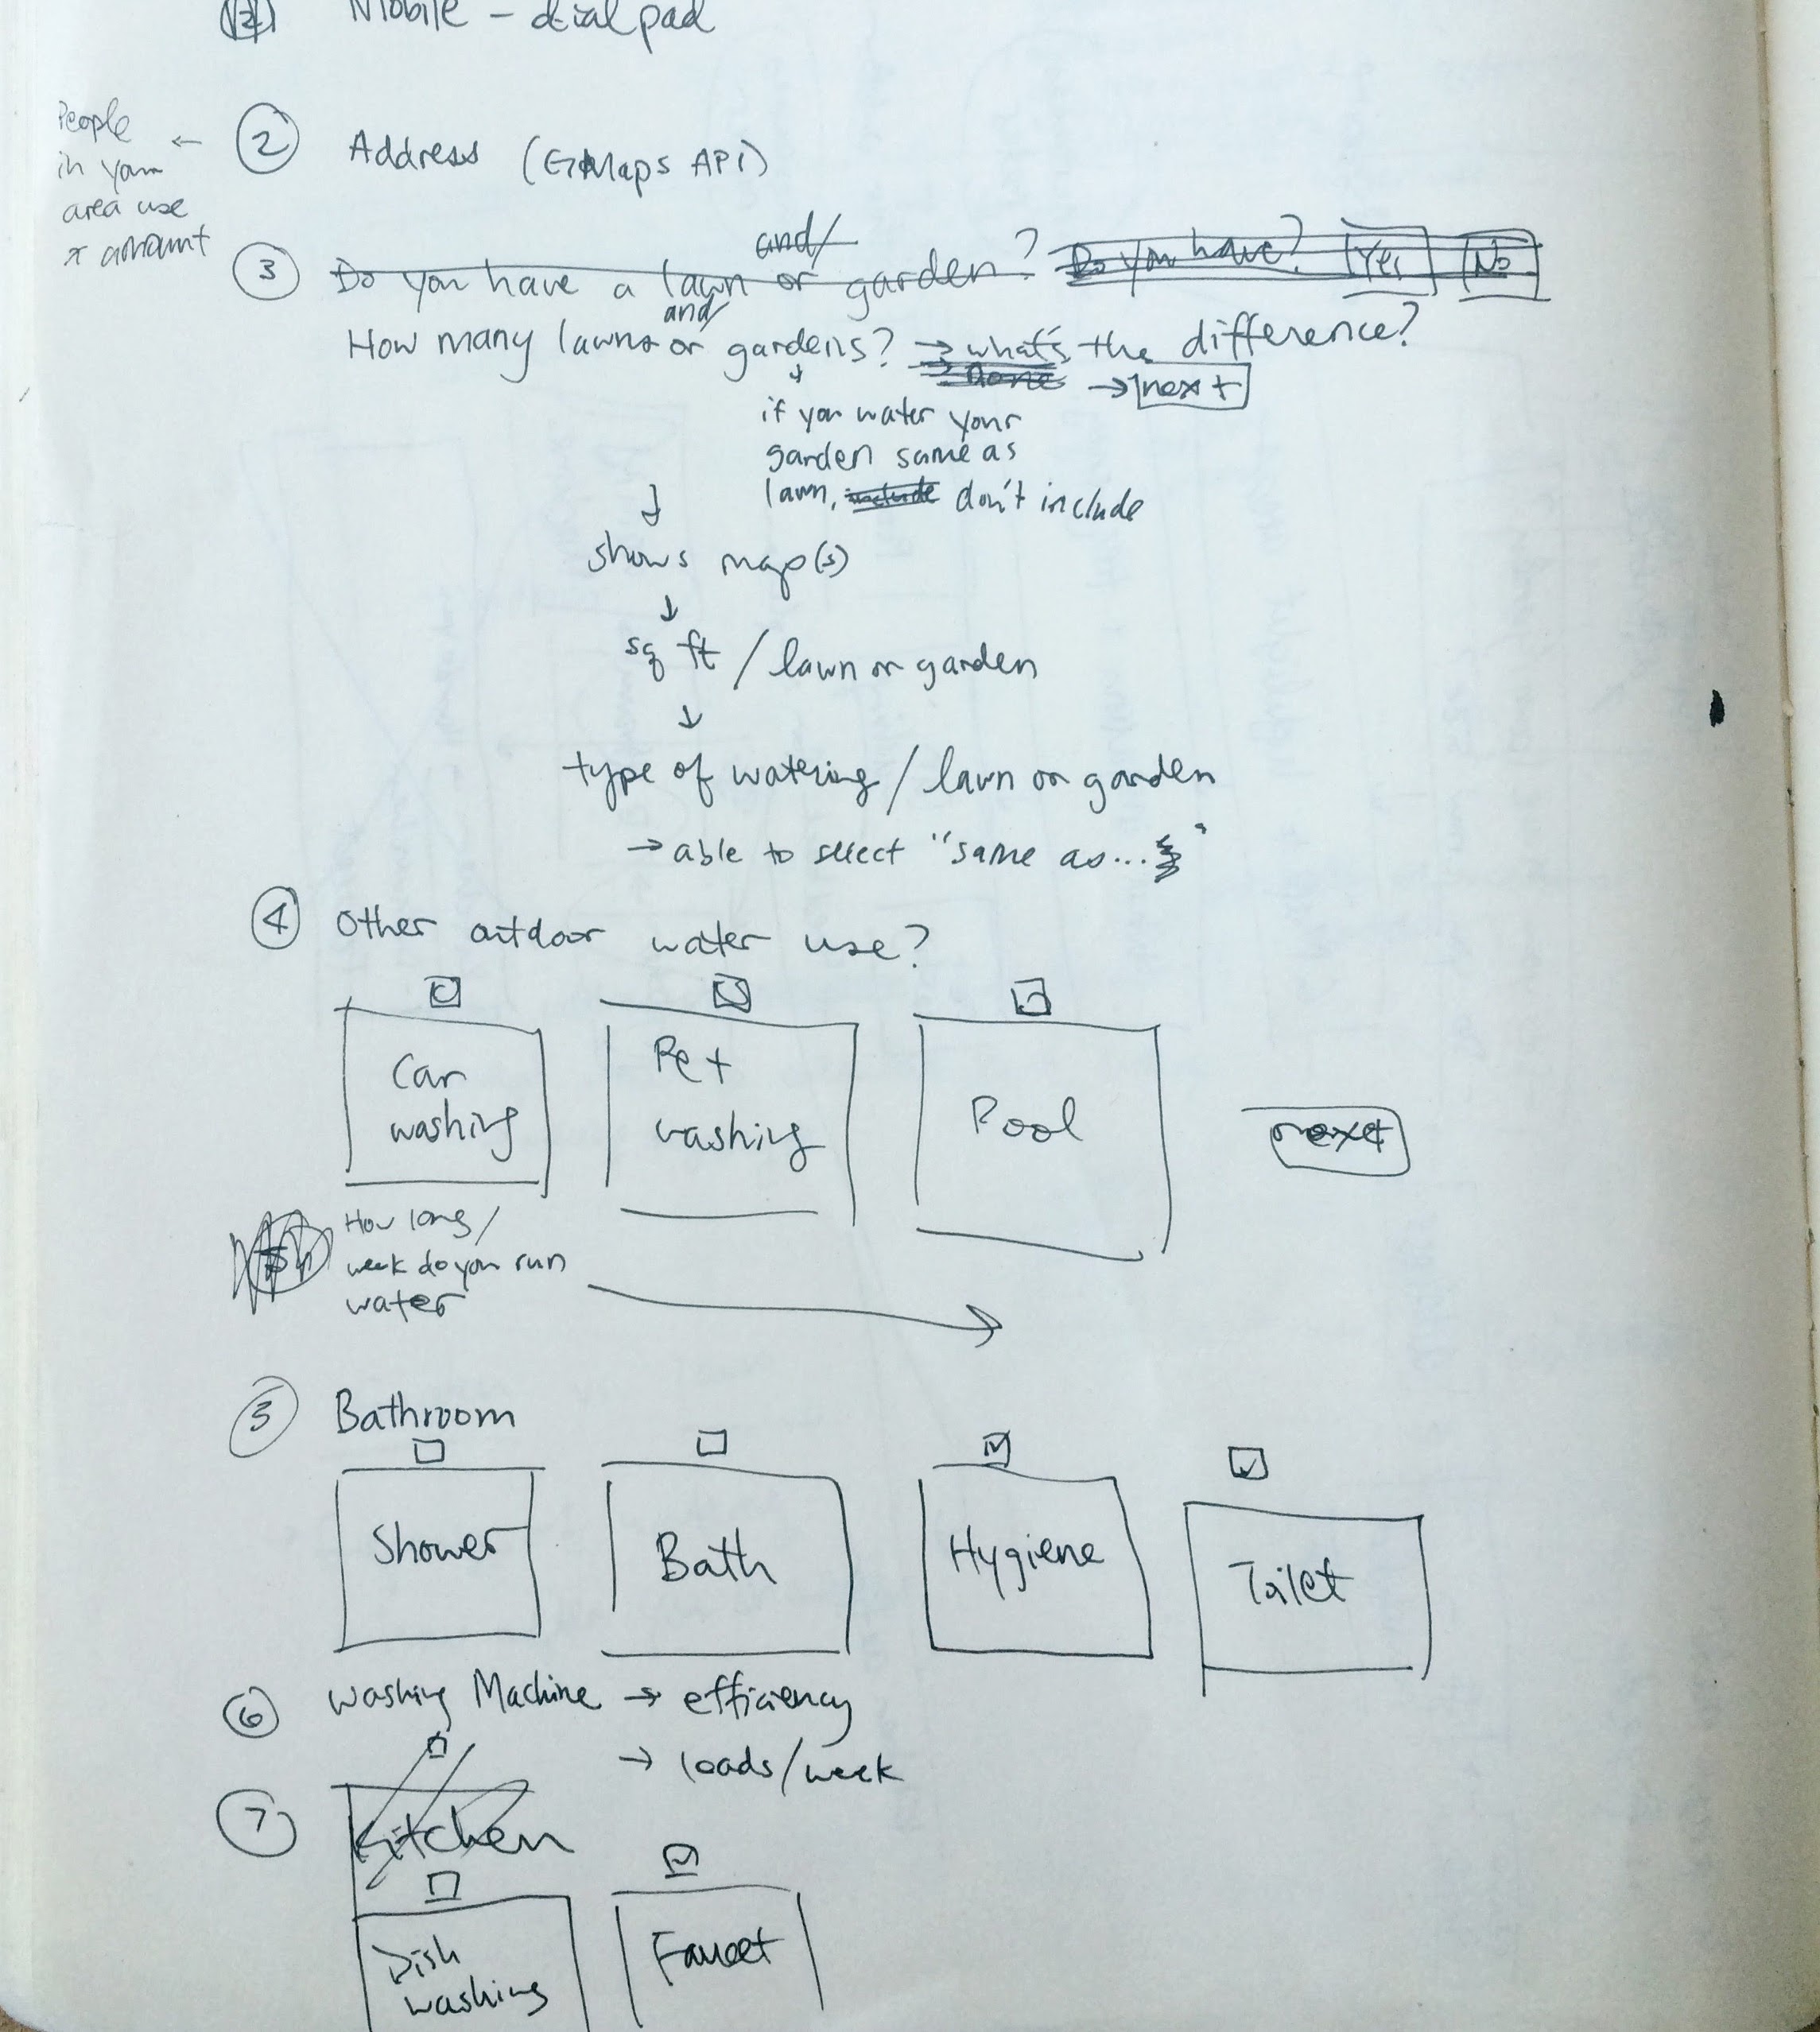 Mobile - dial pad
People
in your
area use
x amount
←
② Address (GMaps API)
and/
③ Do you have a lawn or garden? Do you have? Yes No
and/
How many lawns or gardens? → what's the difference?
→ none → next
↓
if you water your
garden same as
lawn, include don't include
↓
shows map(s)
↓
sq ft / lawn or garden
↓
type of watering / lawn or garden
→ able to select "same as..."
④ Other outdoor water use?
Car
washing
Pet
washing
Pool
next
How long/
week do you run
water →
⑤ Bathroom
Shower
Bath
Hygiene
Toilet
⑥ Washing Machine → efficiency
→ loads/week
⑦ Kitchen
Dish
washing
Faucet